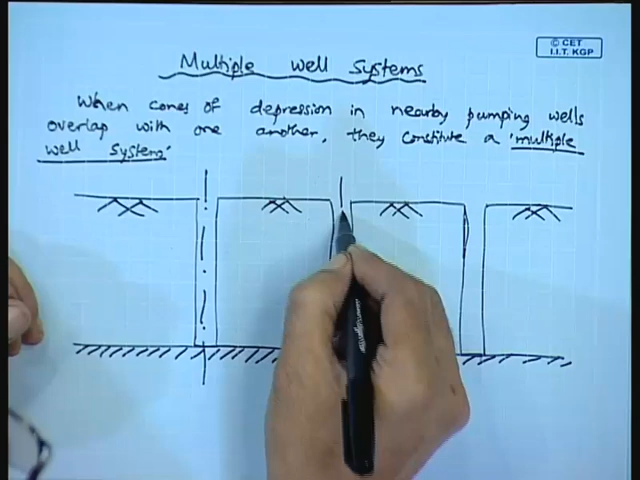 © CET
I.I.T. KGP
Multiple well Systems
When cones of depression in nearby pumping wells
overlap with one another, they constitute a 'multiple
well system'